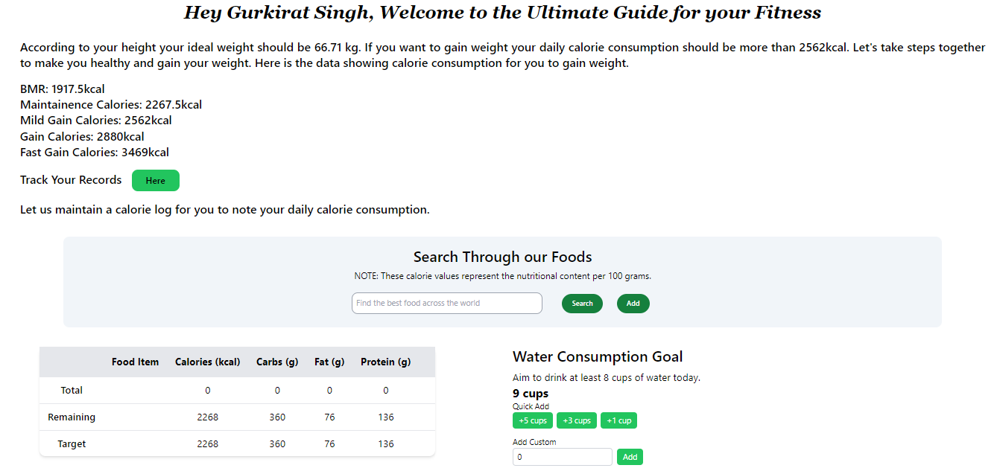 Hey Gurkirat Singh, Welcome to the Ultimate Guide for your Fitness
According to your height your ideal weight should be 66.71 kg. If you want to gain weight your daily calorie consumption should be more than 2562kcal. Let's take steps together
to make you healthy and gain your weight. Here is the data showing calorie consumption for you to gain weight.
BMR: 1917.5kcal
Maintainence Calories: 2267.5kcal
Mild Gain Calories: 2562kcal
Gain Calories: 2880kcal
Fast Gain Calories: 3469kcal
Track Your Records Here
Let us maintain a calorie log for you to note your daily calorie consumption.
Search Through our Foods
NOTE: These calorie values represent the nutritional content per 100 grams.
Find the best food across the world Search Add
Food Item Calories (kcal) Carbs (g) Fat (g) Protein (g)
Total 0 0 0 0
Remaining 2268 360 76 136
Target 2268 360 76 136
Water Consumption Goal
Aim to drink at least 8 cups of water today.
9 cups
Quick Add
+5 cups +3 cups +1 cup
Add Custom
0 Add